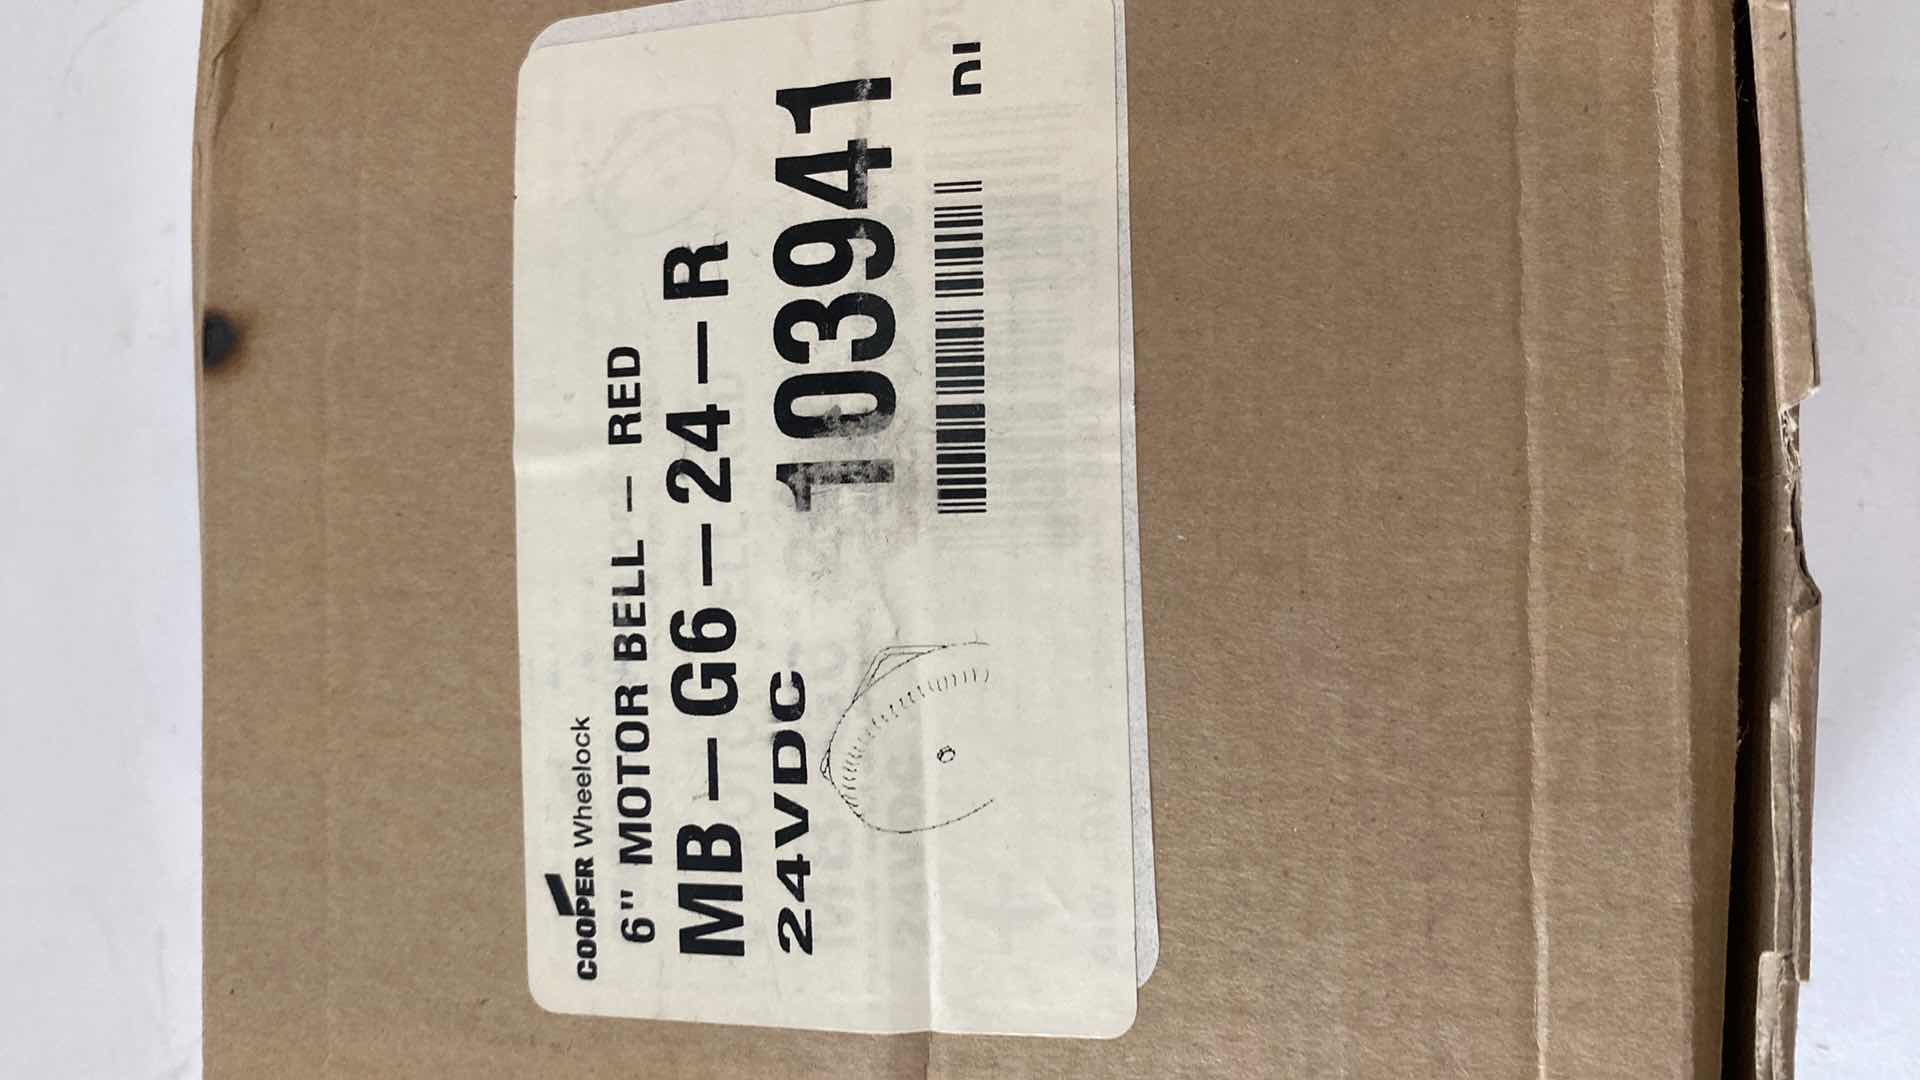 COOPER Wheelock
6" MOTOR BELL — RED
MB—G6—24—R
24VDC
103941